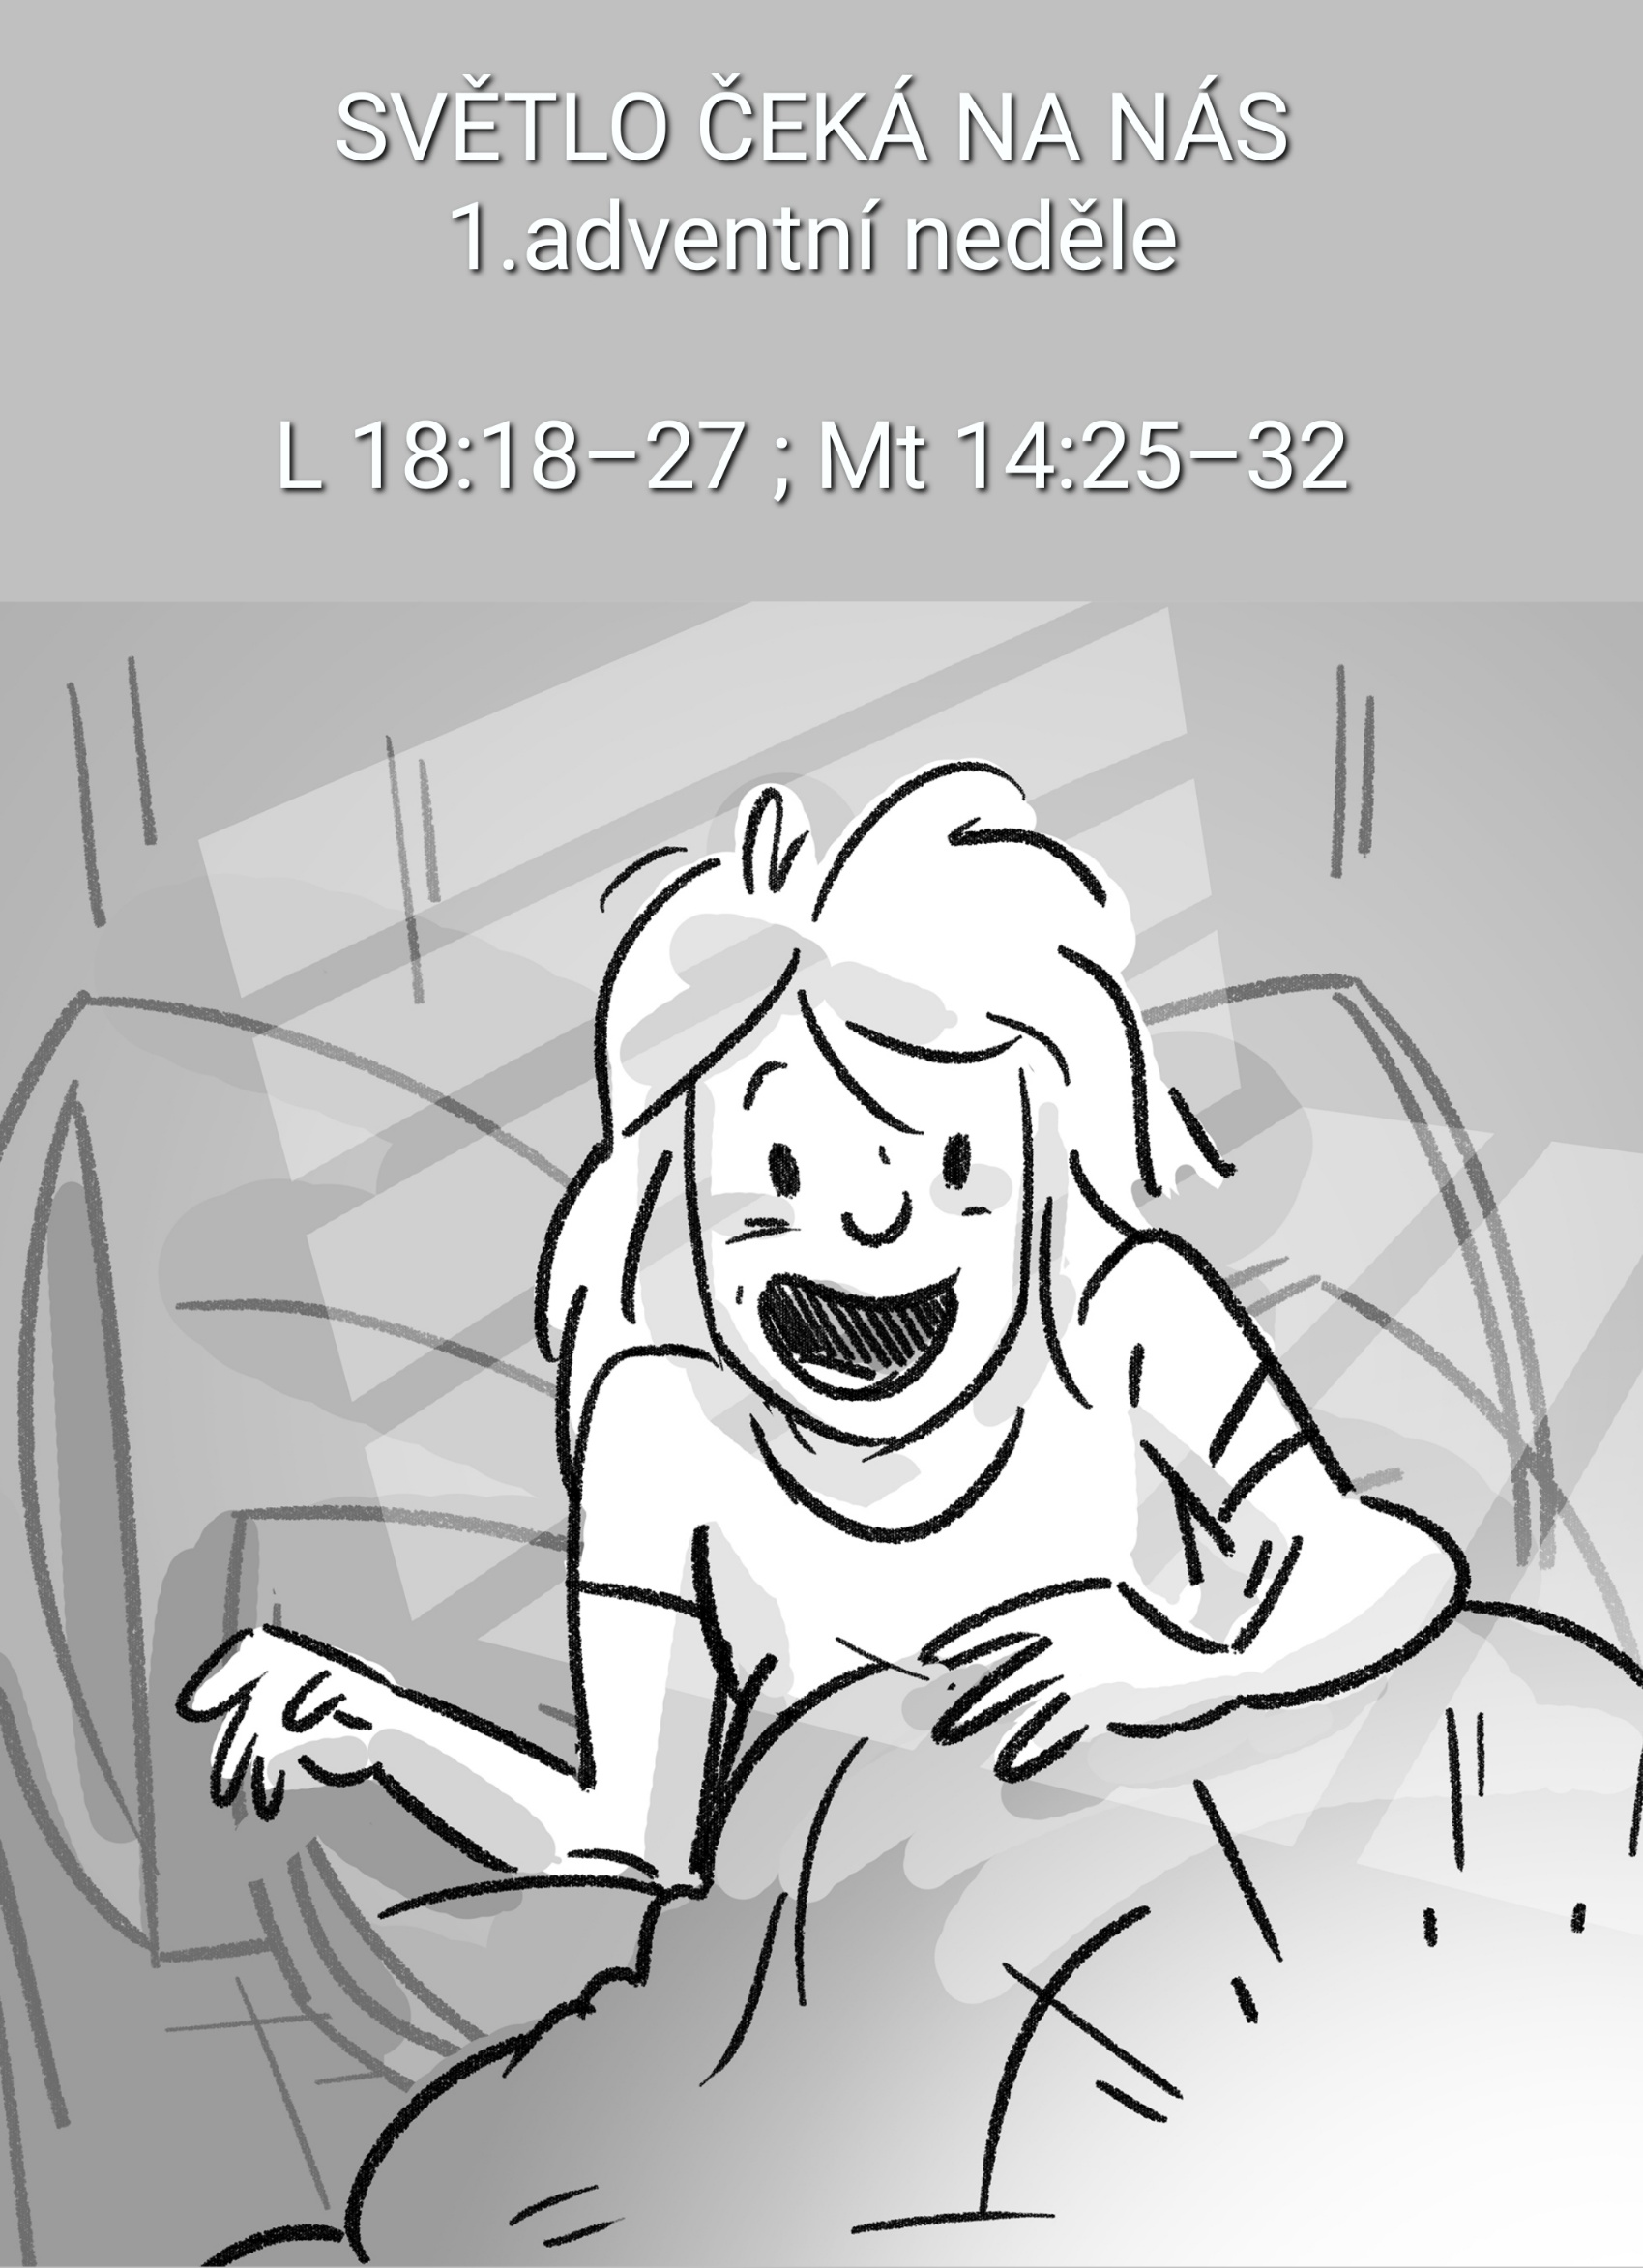 SVĚTLO ČEKÁ NA NÁS
1.adventní neděle
L 18:18–27 ; Mt 14:25–32